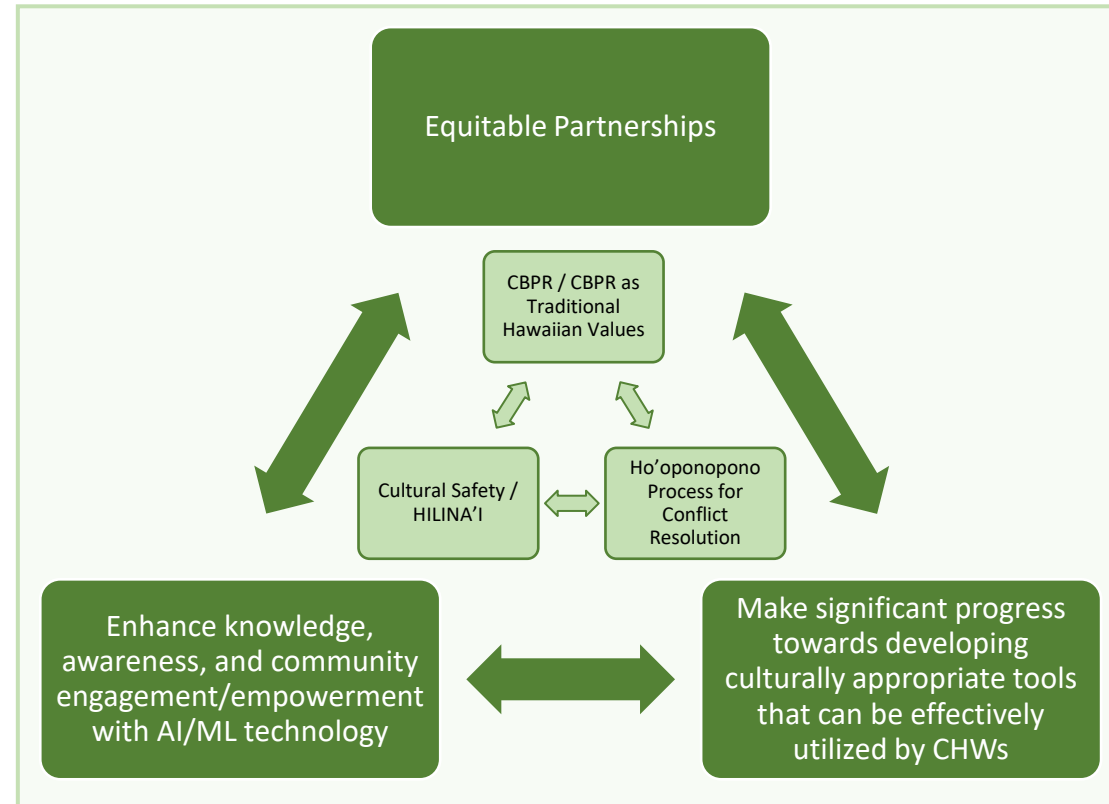 Equitable Partnerships
CBPR / CBPR as
Traditional
Hawaiian Values
Cultural Safety /
HILINA’I
Ho’oponopono
Process for
Conflict
Resolution
Enhance knowledge,
awareness, and community
engagement/empowerment
with AI/ML technology
Make significant progress
towards developing
culturally appropriate tools
that can be effectively
utilized by CHWs